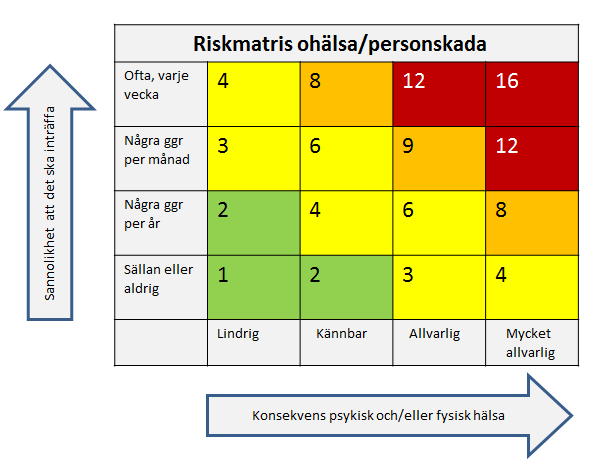 Riskmatris ohälsa/personskada
Ofta, varje
vecka
4
8
12
16
Några ggr
per månad
3
6
9
12
Några ggr
per år
2
4
6
8
Sällan eller
aldrig
1
2
3
4
Lindrig
Kännbar
Allvarlig
Mycket
allvarlig
Sannolikhet att det ska inträffa
Konsekvens psykisk och/eller fysisk hälsa